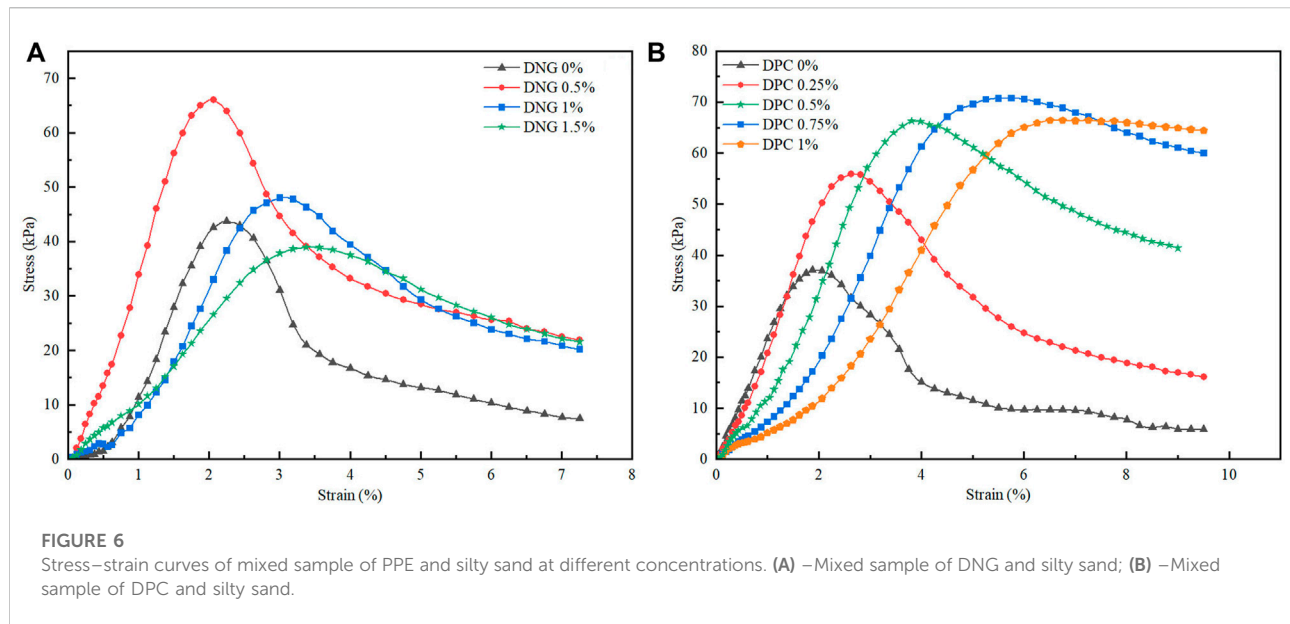 A
DNG 0%
DNG 0.5%
DNG 1%
DNG 1.5%
70
60
50
40
30
20
10
0
Stress (kPa)
0
1
2
3
4
5
6
7
8
Strain (%)
B
DPC 0%
DPC 0.25%
DPC 0.5%
DPC 0.75%
DPC 1%
80
70
60
50
40
30
20
10
0
Stress (kPa)
0
2
4
6
8
10
Strain (%)
FIGURE 6
Stress–strain curves of mixed sample of PPE and silty sand at different concentrations. (A) –Mixed sample of DNG and silty sand; (B) –Mixed
sample of DPC and silty sand.